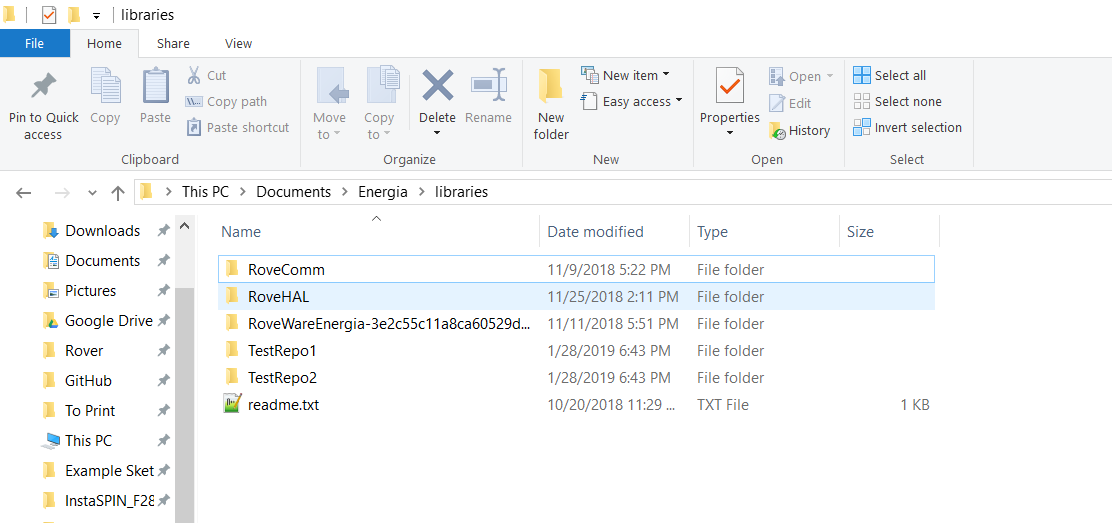 libraries
File Home Share View
Pin to Quick access
Copy
Paste
Cut
Copy path
Paste shortcut
Clipboard
Move to
Copy to
Delete
Rename
Organize
New folder
New item
Easy access
New
Properties
Open
Edit
History
Open
Select all
Select none
Invert selection
Select
This PC Documents Energia libraries
Downloads
Documents
Pictures
Google Drive
Rover
GitHub
To Print
This PC
Example Sket
InstaSPIN_F28
Name Date modified Type Size
RoveComm 11/9/2018 5:22 PM File folder
RoveHAL 11/25/2018 2:11 PM File folder
RoveWareEnergia-3e2c55c11a8ca60529d... 11/11/2018 5:51 PM File folder
TestRepo1 1/28/2019 6:43 PM File folder
TestRepo2 1/28/2019 6:43 PM File folder
readme.txt 10/20/2018 11:29 ... TXT File 1 KB